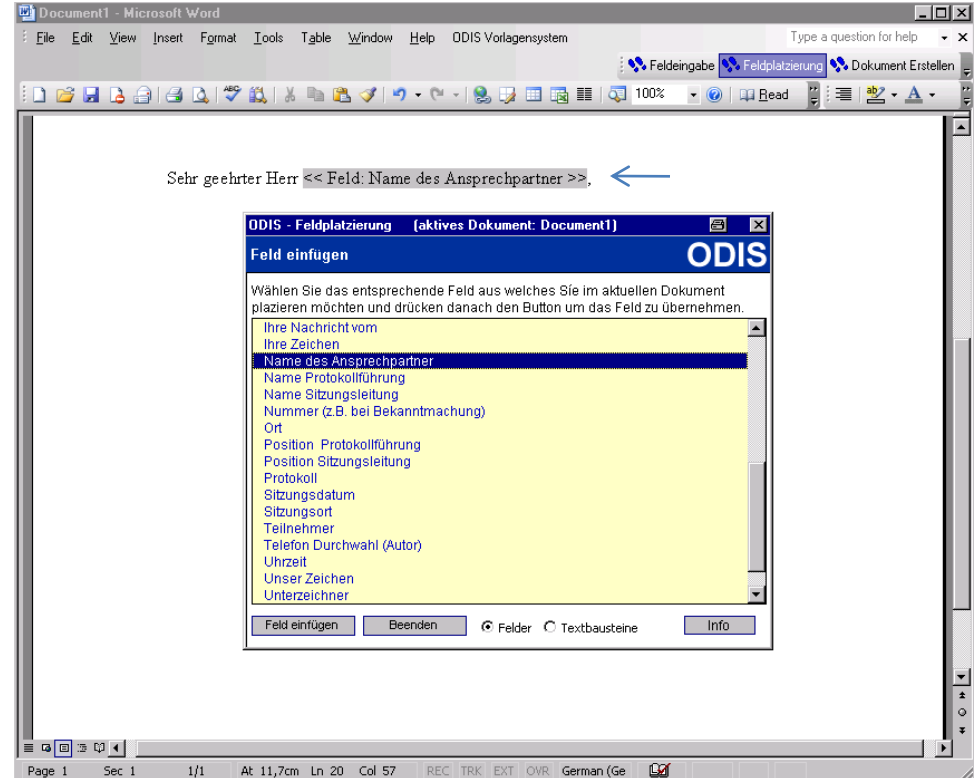 Document1 - Microsoft Word
File Edit View Insert Format Tools Table Window Help ODIS Vorlagensystem Type a question for help
Feldeingabe Feldplatzierung Dokument Erstellen
100% Read
Sehr geehrter Herr << Feld: Name des Ansprechpartner >>,
ODIS - Feldplatzierung (aktives Dokument: Document1)
Feld einfügen ODIS
Wählen Sie das entsprechende Feld aus welches Síe im aktuellen Dokument
plazieren möchten und drücken danach den Button um das Feld zu übernehmen.
Ihre Nachricht vom
Ihre Zeichen
Name des Ansprechpartner
Name Protokollführung
Name Sitzungsleitung
Nummer (z.B. bei Bekanntmachung)
Ort
Position Protokollführung
Position Sitzungsleitung
Protokoll
Sitzungsdatum
Sitzungsort
Teilnehmer
Telefon Durchwahl (Autor)
Uhrzeit
Unser Zeichen
Unterzeichner
Feld einfügen Beenden Felder Textbausteine Info
Page 1 Sec 1 1/1 At 11,7cm Ln 20 Col 57 REC TRK EXT OVR German (Ge